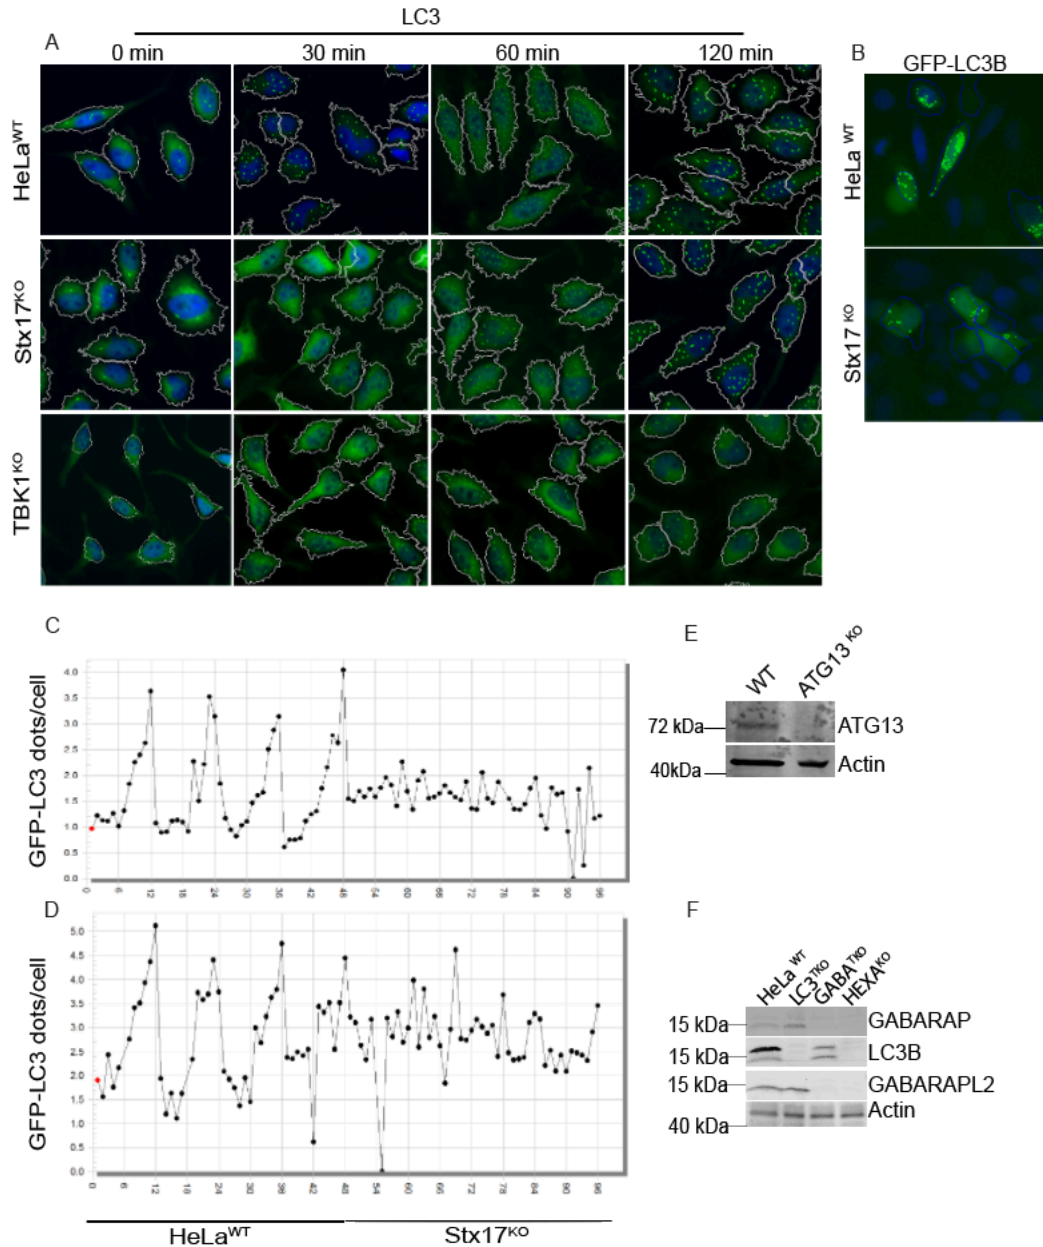 LC3
A
0 min 30 min 60 min 120 min
HeLaWT
Stx17KO
TBK1KO
B
GFP-LC3B
HeLa WT
Stx17 KO
C
GFP-LC3 dots/cell
4.0
3.5
3.0
2.5
2.0
1.5
1.0
0.5
0.0
0 6 12 18 24 30 36 42 48 54 60 66 72 78 84 90 96
D
GFP-LC3 dots/cell
5.0
4.5
4.0
3.5
3.0
2.5
2.0
1.5
1.0
0.5
0.0
0 6 12 18 24 30 36 42 48 54 60 66 72 78 84 90 96
HeLaWT Stx17KO
E
WT ATG13 KO
72 kDa ATG13
40kDa Actin
F
HeLa WT LC3TKO GABATKO HEXAKO
15 kDa GABARAP
15 kDa LC3B
15 kDa GABARAPL2
40 kDa Actin